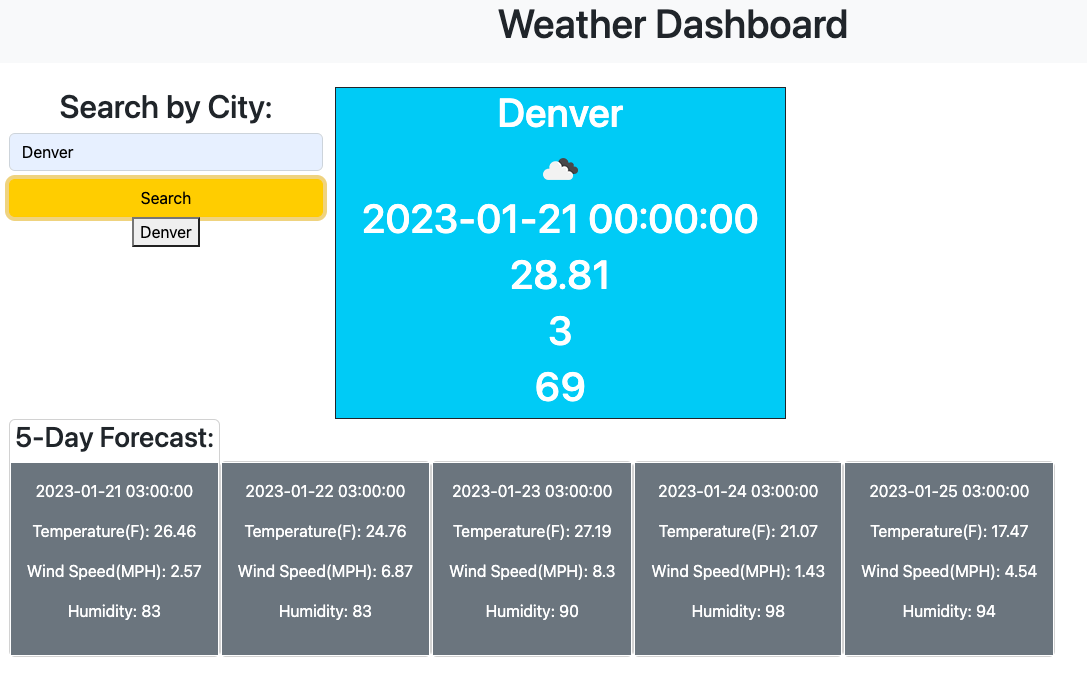 Weather Dashboard
Search by City:
Denver
Search
Denver
Denver
2023-01-21 00:00:00
28.81
3
69
5-Day Forecast:
2023-01-21 03:00:00
Temperature(F): 26.46
Wind Speed(MPH): 2.57
Humidity: 83
2023-01-22 03:00:00
Temperature(F): 24.76
Wind Speed(MPH): 6.87
Humidity: 83
2023-01-23 03:00:00
Temperature(F): 27.19
Wind Speed(MPH): 8.3
Humidity: 90
2023-01-24 03:00:00
Temperature(F): 21.07
Wind Speed(MPH): 1.43
Humidity: 98
2023-01-25 03:00:00
Temperature(F): 17.47
Wind Speed(MPH): 4.54
Humidity: 94